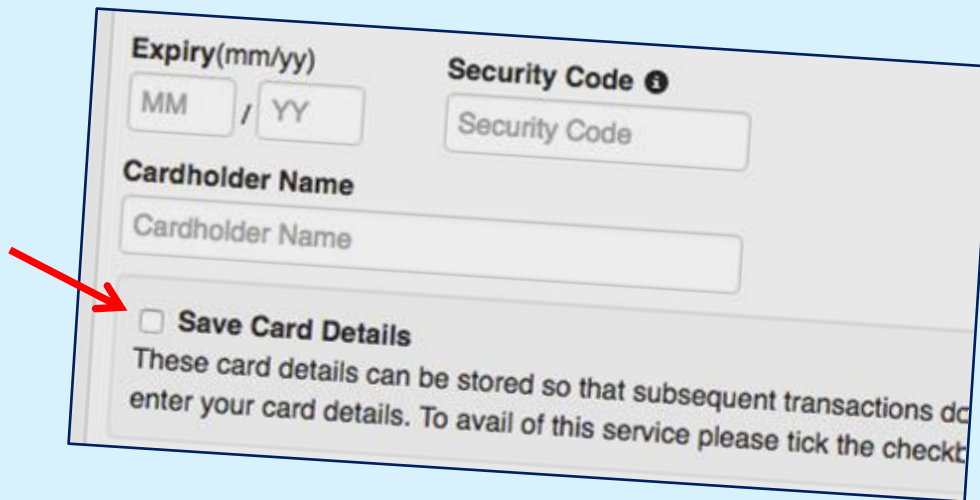 Expiry(mm/yy) Security Code
MM / YY Security Code
Cardholder Name
Cardholder Name
Save Card Details
These card details can be stored so that subsequent transactions
enter your card details. To avail of this service please tick the